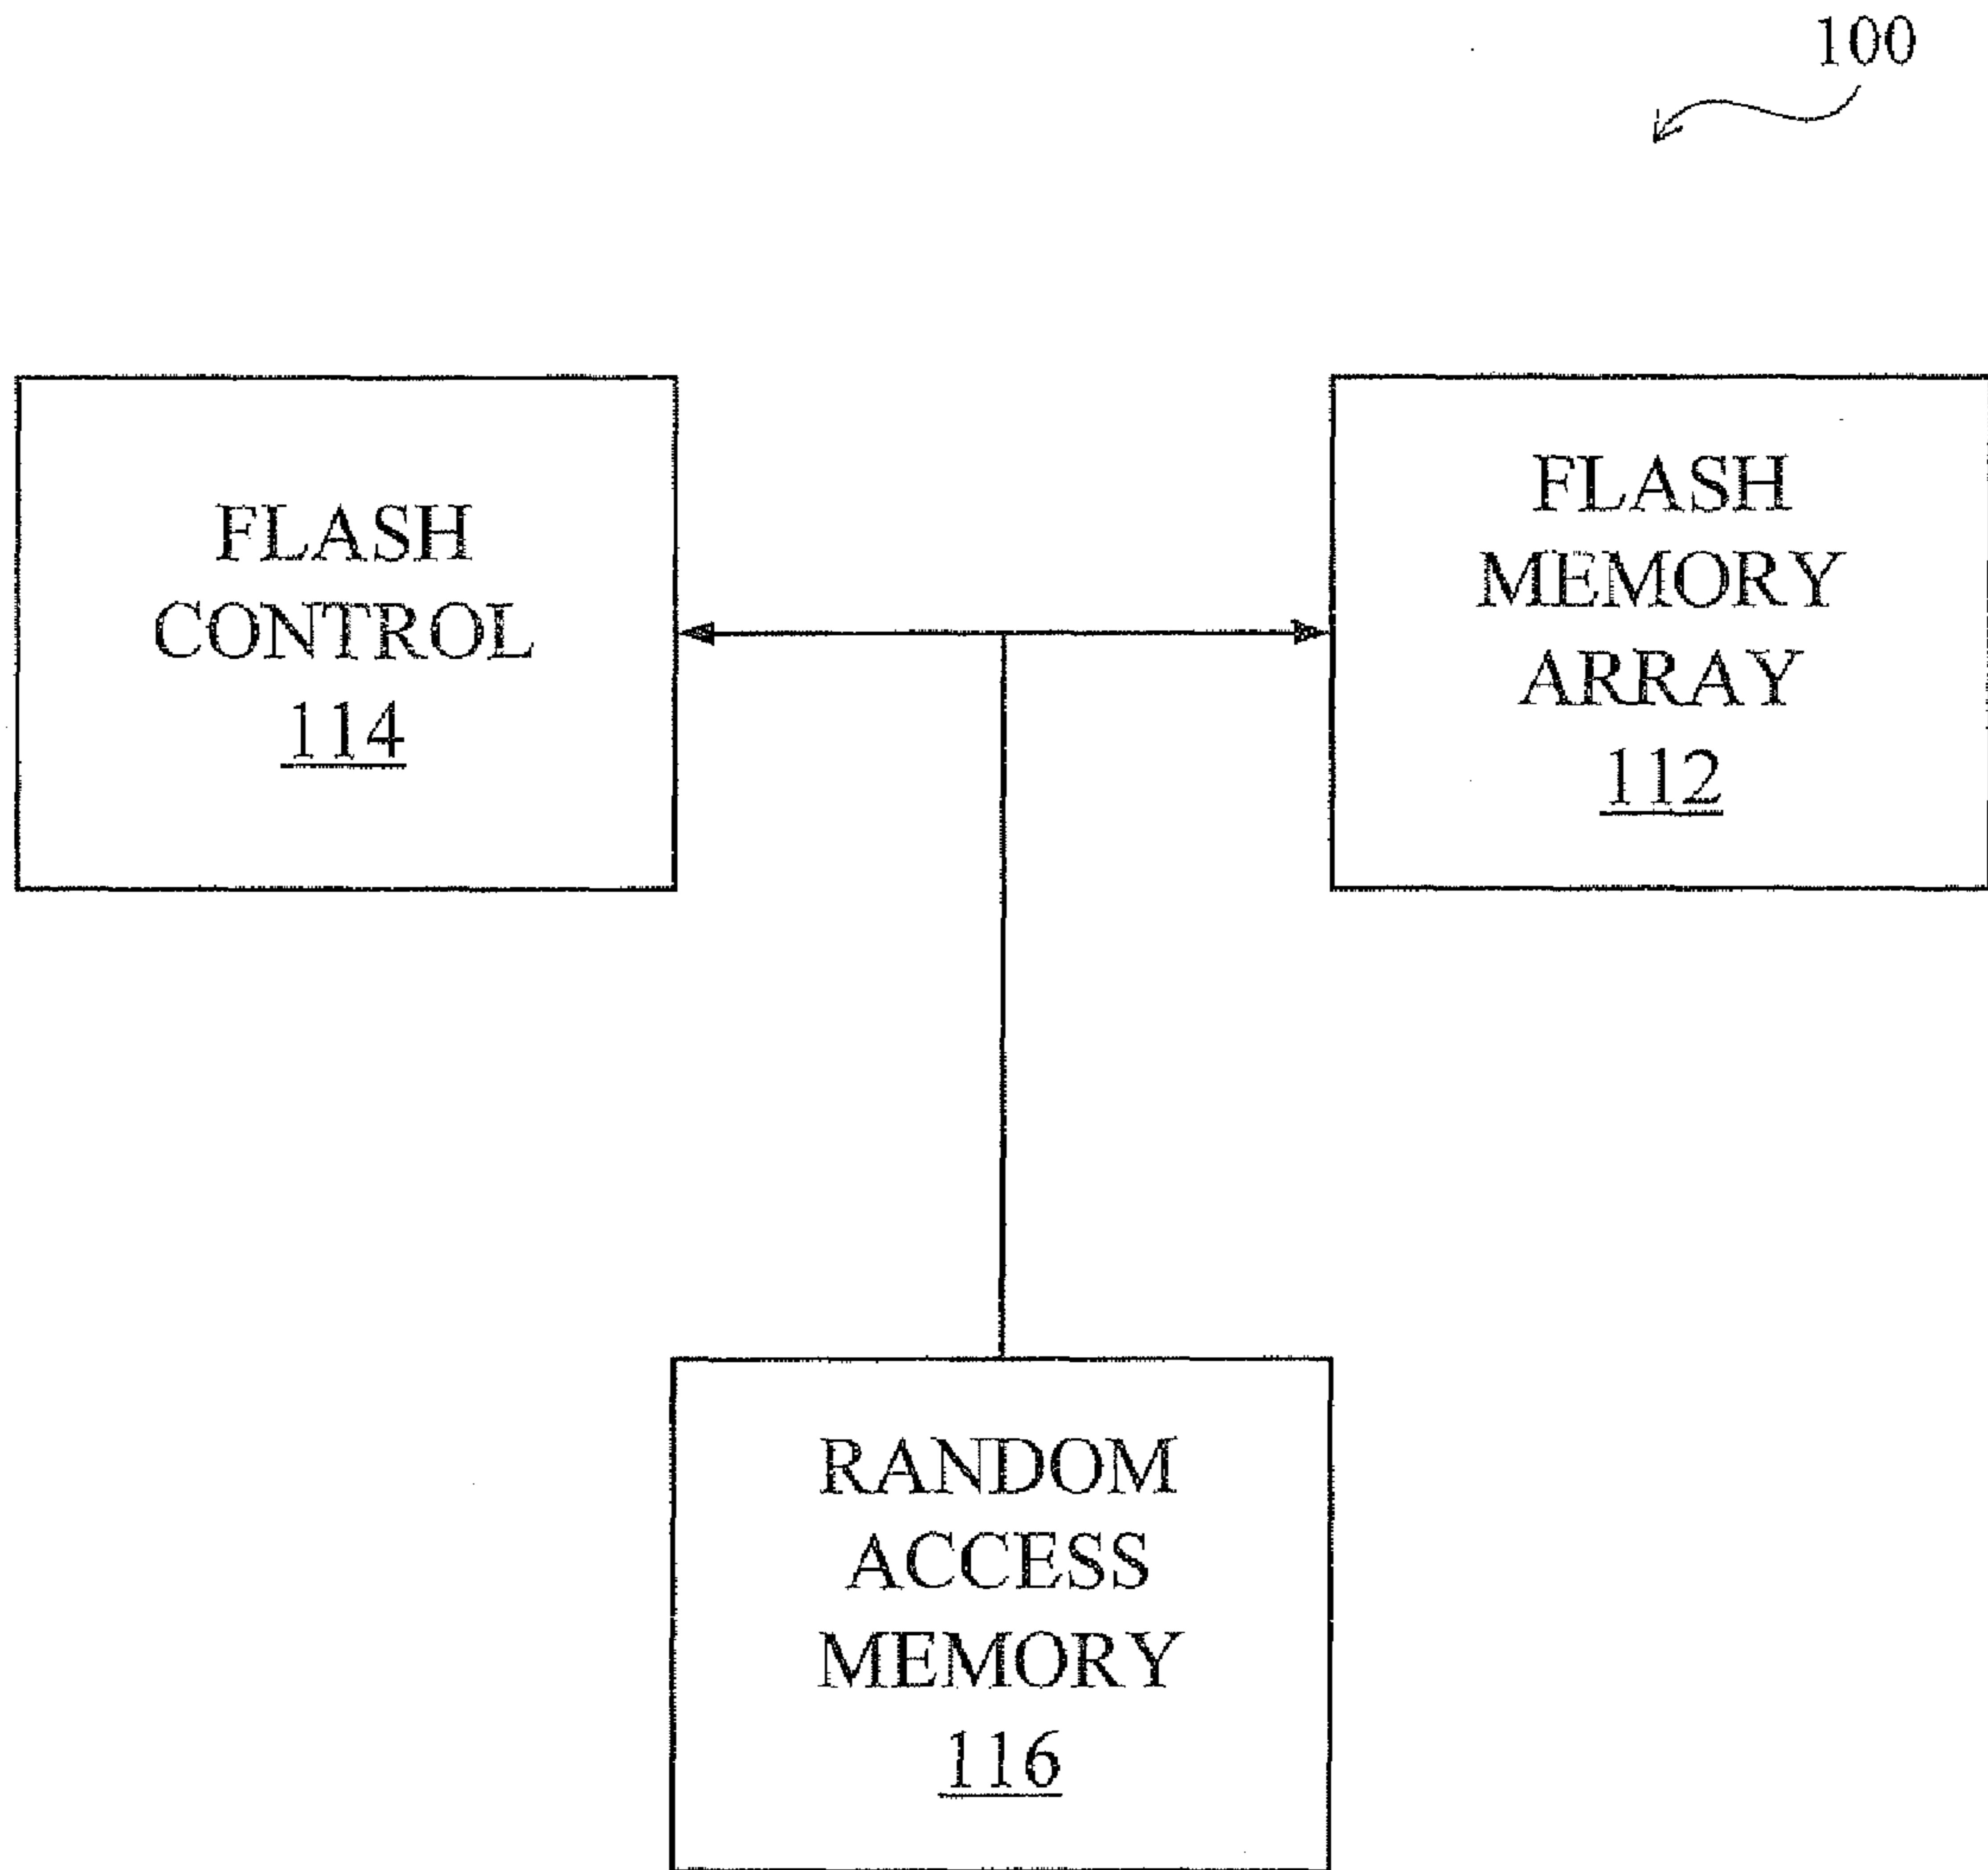 100
FLASH
CONTROL
114
FLASH
MEMORY
ARRAY
112
RANDOM
ACCESS
MEMORY
116